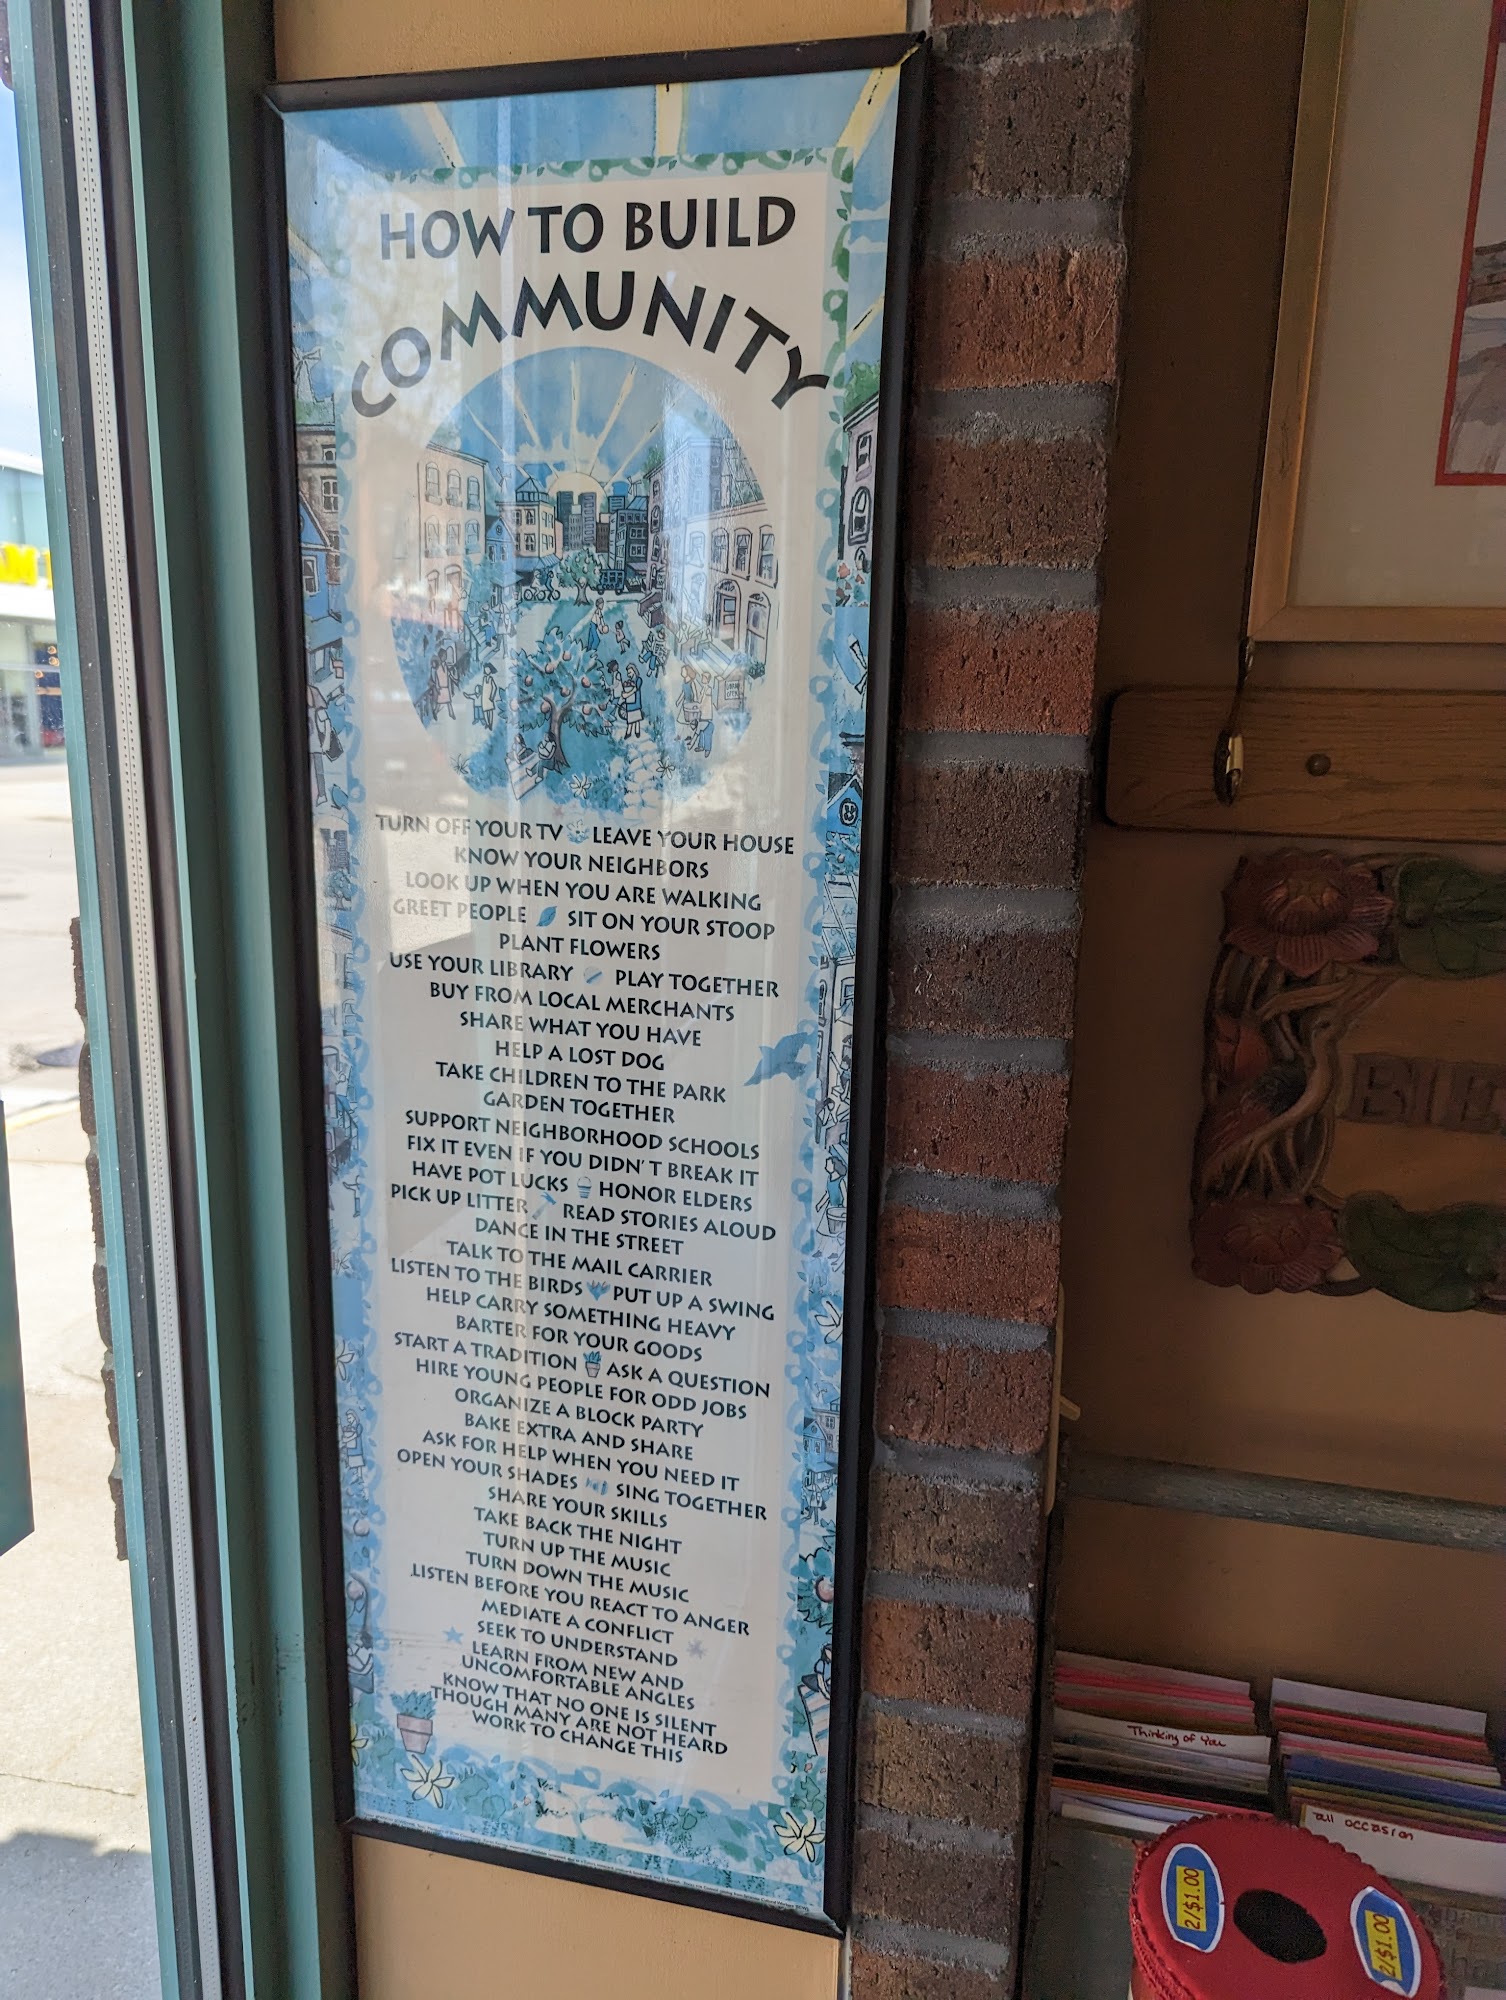 HOW TO BUILD
COMMUNITY
TURN OFF YOUR TV LEAVE YOUR HOUSE
KNOW YOUR NEIGHBORS
LOOK UP WHEN YOU ARE WALKING
GREET PEOPLE SIT ON YOUR STOOP
PLANT FLOWERS
USE YOUR LIBRARY PLAY TOGETHER
BUY FROM LOCAL MERCHANTS
SHARE WHAT YOU HAVE
HELP A LOST DOG
TAKE CHILDREN TO THE PARK
GARDEN TOGETHER
SUPPORT NEIGHBORHOOD SCHOOLS
FIX IT EVEN IF YOU DIDN'T BREAK IT
HAVE POT LUCKS HONOR ELDERS
PICK UP LITTER READ STORIES ALOUD
DANCE IN THE STREET
TALK TO THE MAIL CARRIER
LISTEN TO THE BIRDS PUT UP A SWING
HELP CARRY SOMETHING HEAVY
BARTER FOR YOUR GOODS
START A TRADITION ASK A QUESTION
HIRE YOUNG PEOPLE FOR ODD JOBS
ORGANIZE A BLOCK PARTY
BAKE EXTRA AND SHARE
ASK FOR HELP WHEN YOU NEED IT
OPEN YOUR SHADES SING TOGETHER
SHARE YOUR SKILLS
TAKE BACK THE NIGHT
TURN UP THE MUSIC
TURN DOWN THE MUSIC
LISTEN BEFORE YOU REACT TO ANGER
MEDIATE A CONFLICT
SEEK TO UNDERSTAND
LEARN FROM NEW AND
UNCOMFORTABLE ANGLES
KNOW THAT NO ONE IS SILENT
THOUGH MANY ARE NOT HEARD
WORK TO CHANGE THIS
Thinking of You
all occasion
2/$1.00
2/$1.00